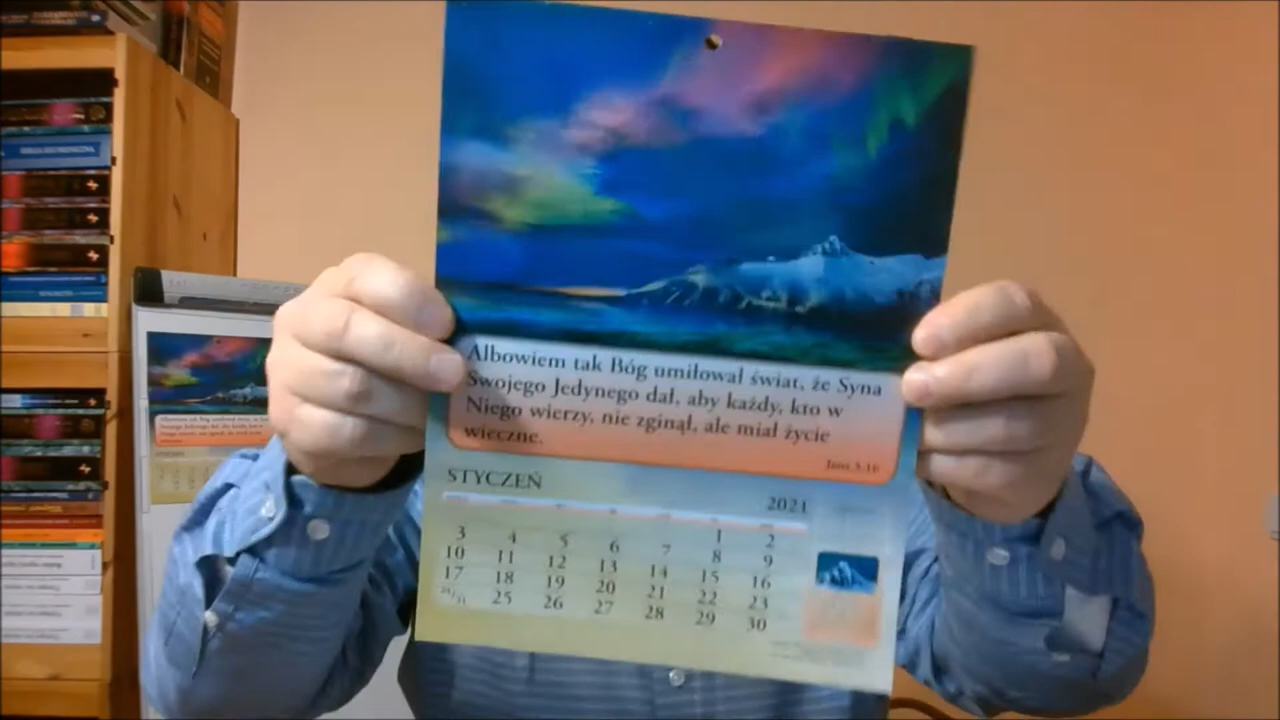 Albowiem tak Bóg umiłował świat, że Syna
Swojego Jedynego dał, aby każdy, kto w
Niego wierzy, nie zginął, ale miał życie
wieczne.
Jana 3:16
STYCZEŃ
2021
1 2
3 4 5 6 7 8 9
10 11 12 13 14 15 16
17 18 19 20 21 22 23
24/31 25 26 27 28 29 30